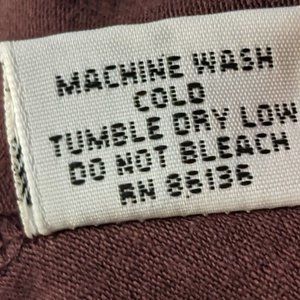 MACHINE WASH
COLD
TUMBLE DRY LOW
DO NOT BLEACH
RN 86136